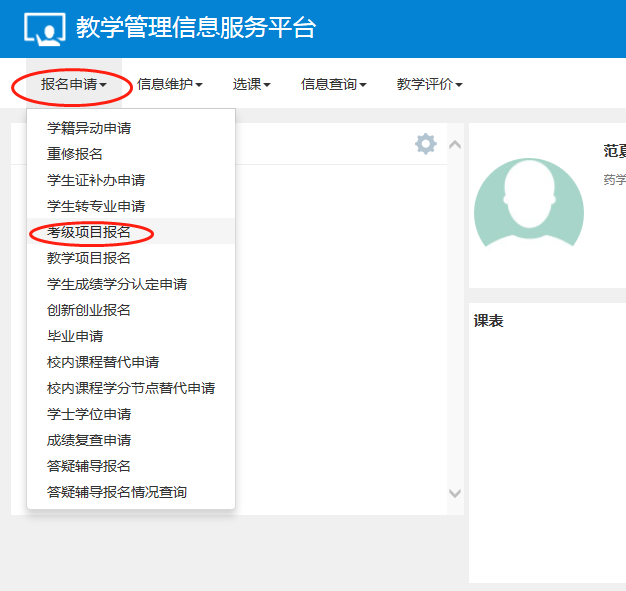 教学管理信息服务平台
报名申请 信息维护 选课 信息查询 教学评价
学籍异动申请
重修报名
学生证补办申请
学生转专业申请
考级项目报名
教学项目报名
学生成绩学分认定申请
创新创业报名
毕业申请
校内课程替代申请
校内课程学分节点替代申请
学士学位申请
成绩复查申请
答疑辅导报名
答疑辅导报名情况查询
范夏
药学
课表